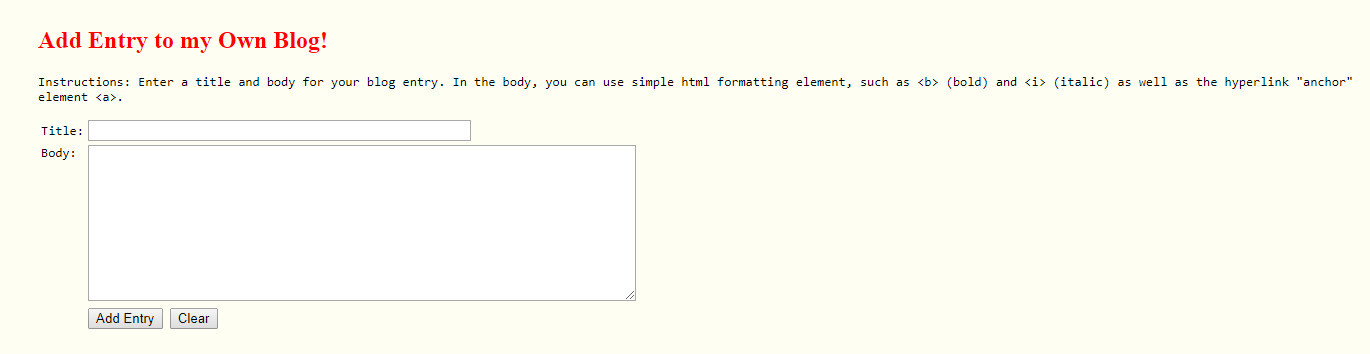 Add Entry to my Own Blog!
Instructions: Enter a title and body for your blog entry. In the body, you can use simple html formatting element, such as <b> (bold) and <i> (italic) as well as the hyperlink "anchor"
element <a>.
Title:
Body:
Add Entry Clear